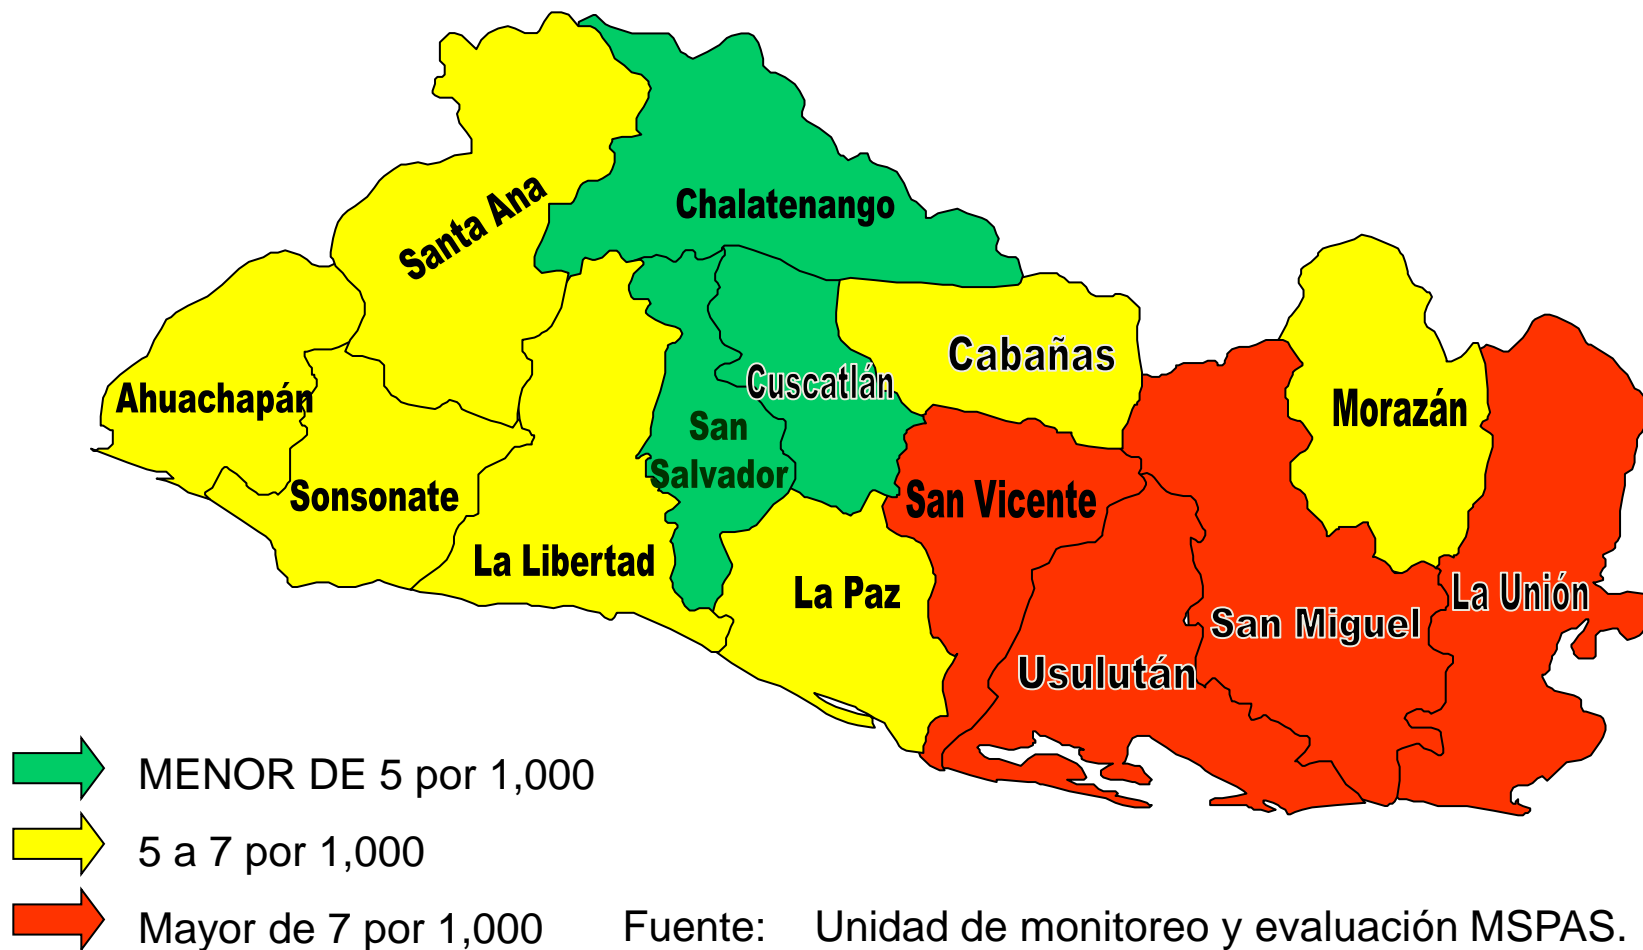 Santa Ana
Chalatenango
Ahuachapán
Sonsonate
La Libertad
San
Salvador
Cuscatlán
Cabañas
San Vicente
La Paz
Usulután
San Miguel
Morazán
La Unión
MENOR DE 5 por 1,000
5 a 7 por 1,000
Mayor de 7 por 1,000
Fuente: Unidad de monitoreo y evaluación MSPAS.